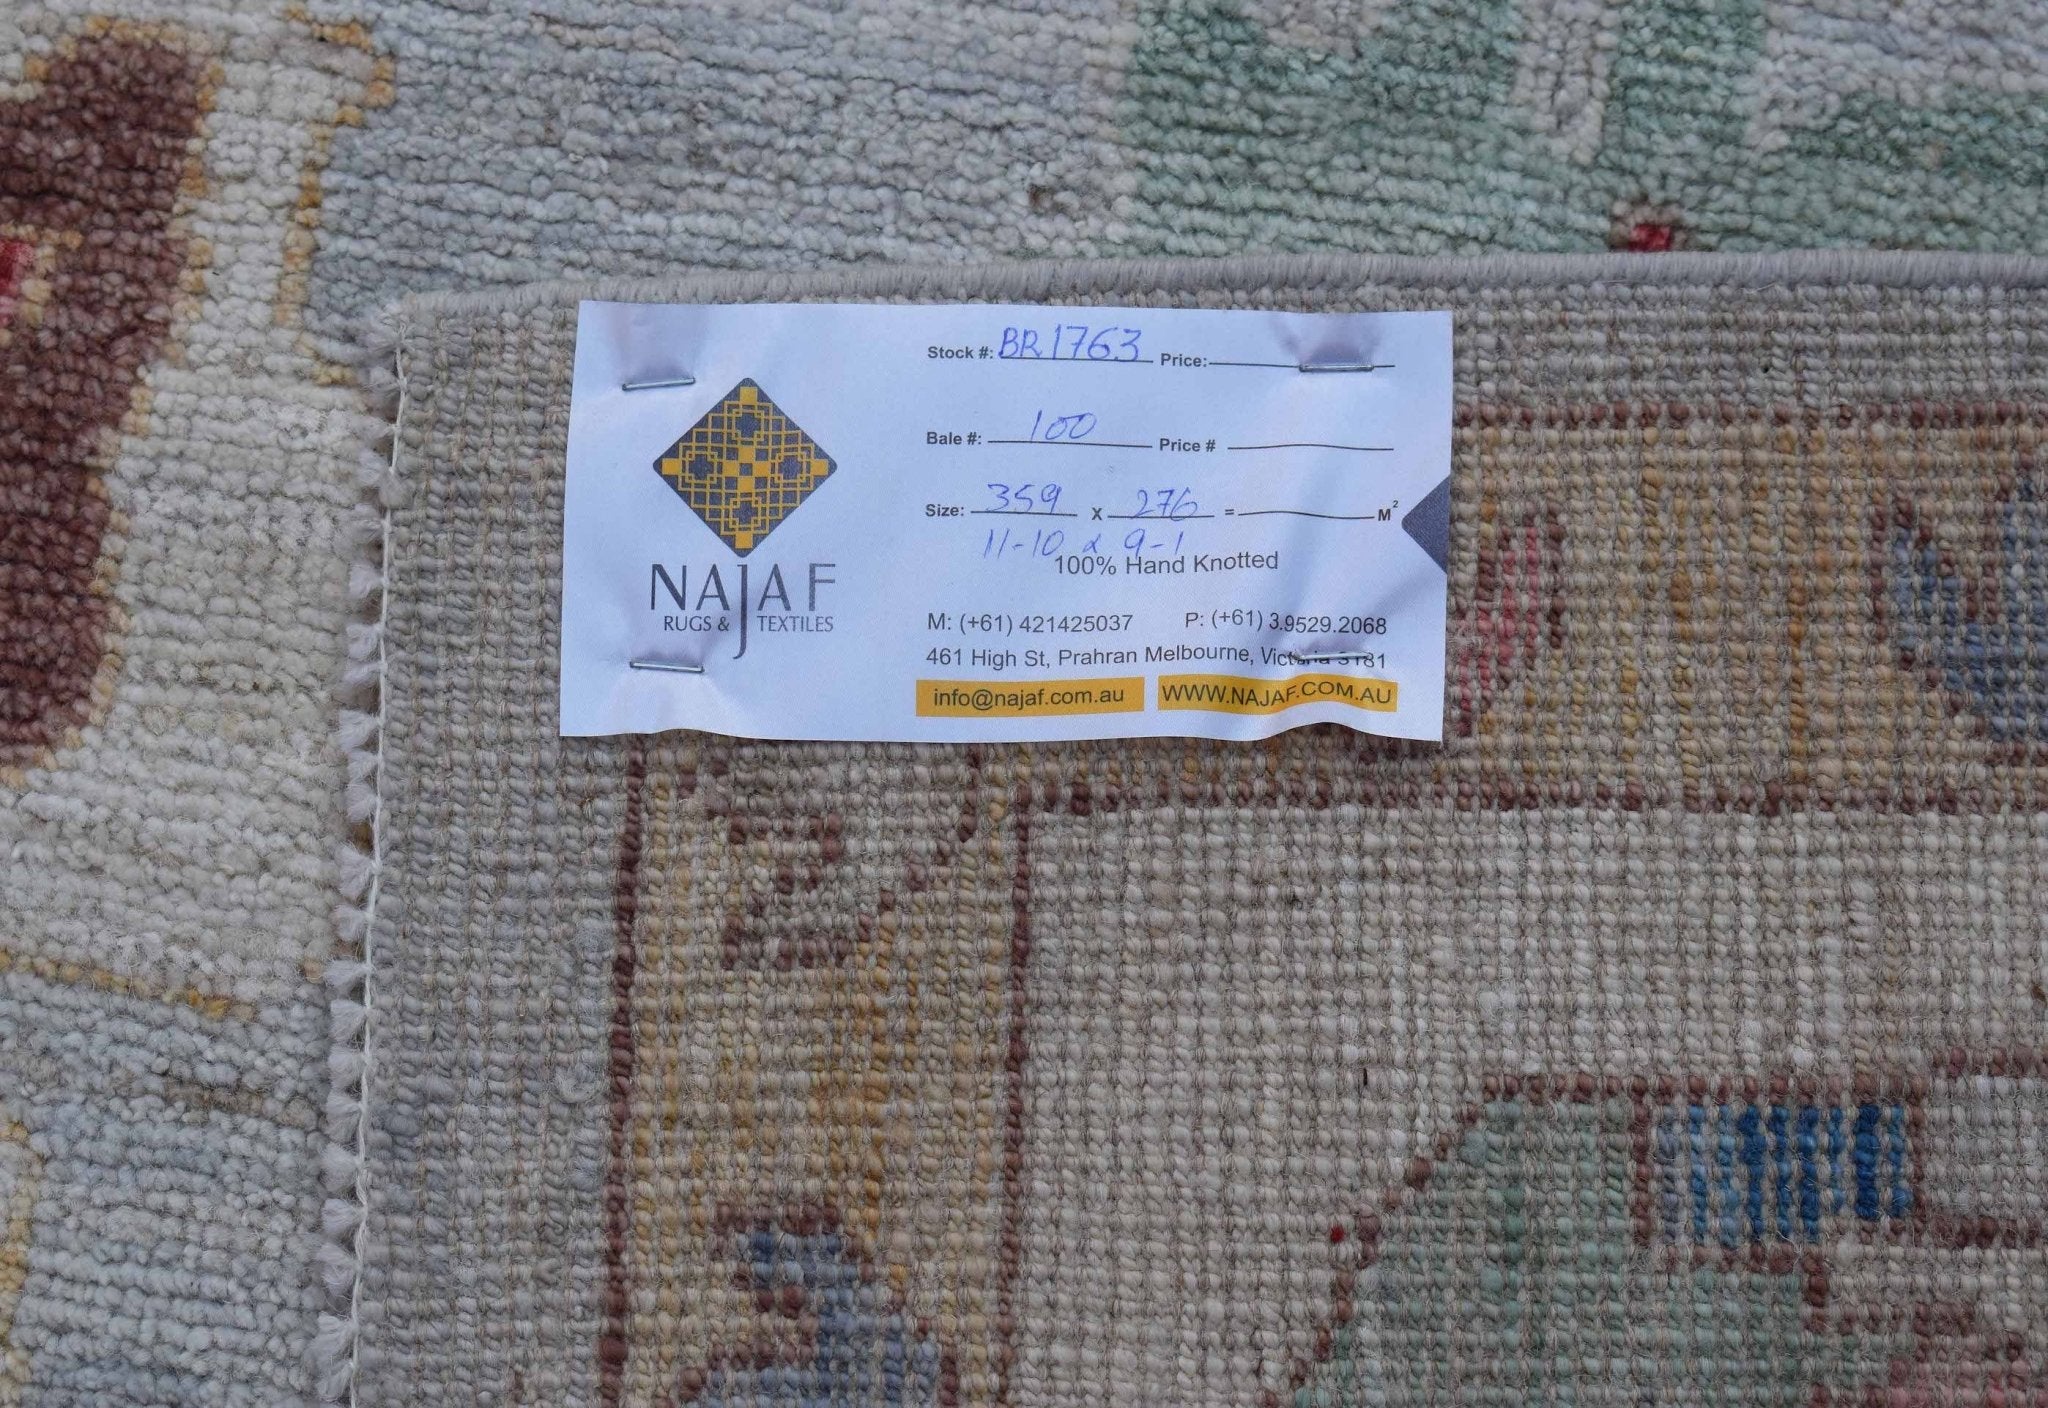 Stock #: BR1763 Price:
Bale #: 100 Price #
Size: 359 x 276 = M²
11-10 x 9-1
100% Hand Knotted
NAJAF
RUGS & TEXTILES
M: (+61) 421425037 P: (+61) 3.9529.2068
461 High St, Prahran Melbourne, Victoria 3181
info@najaf.com.au WWW.NAJAF.COM.AU